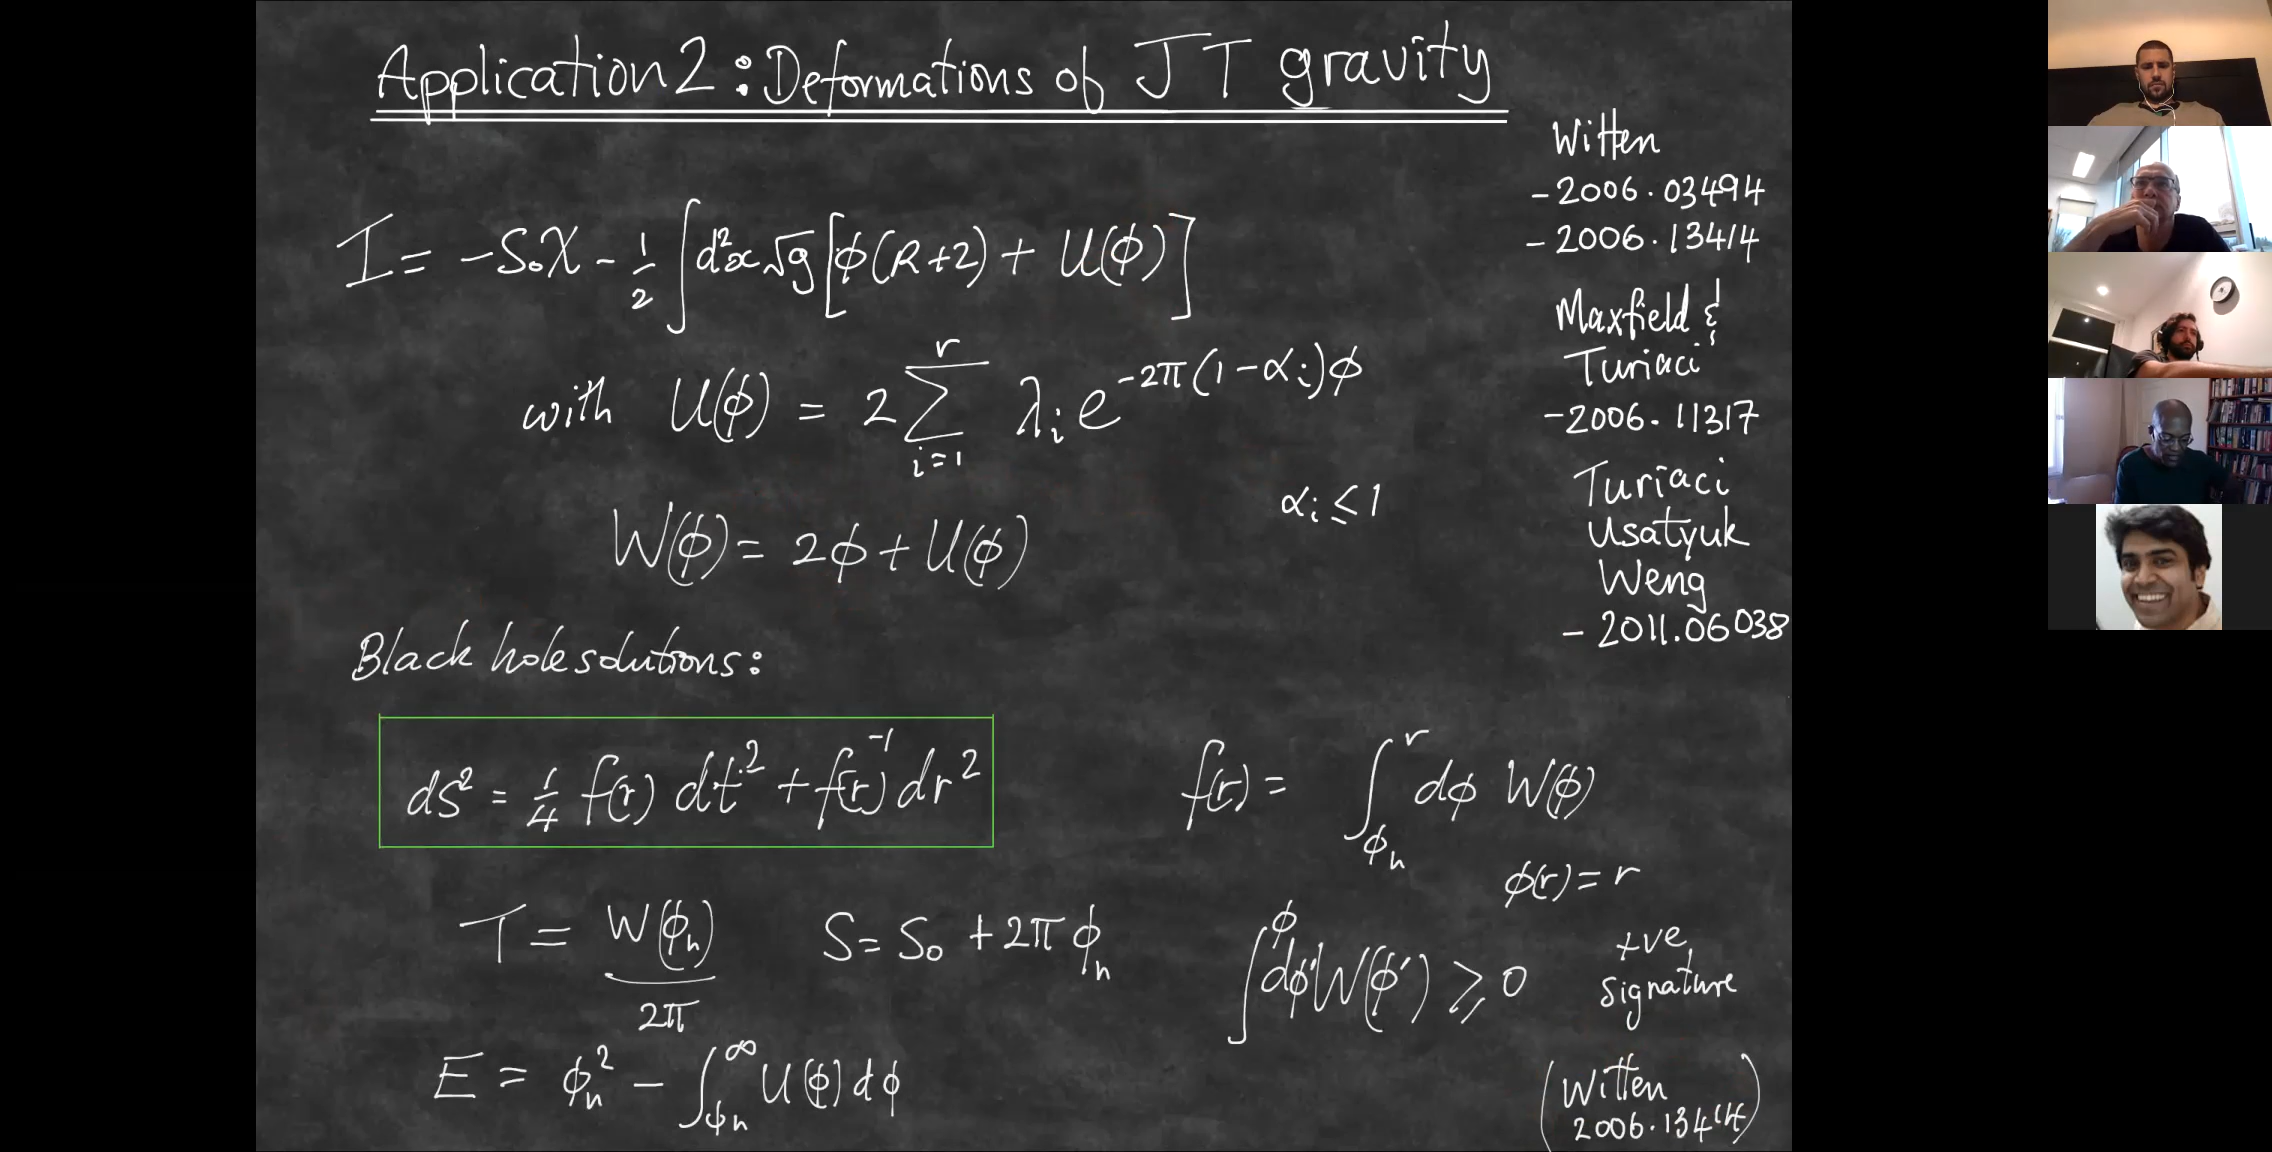 Application 2: Deformations of JT gravity
I = -S₀χ - 1/2 ∫ d²x √g [ϕ(R+2) + U(ϕ)]
with U(ϕ) = 2 ∑_{i=1}^{r} λᵢ e^{-2π(1-αᵢ)ϕ}
αᵢ ≤ 1
W(ϕ) = 2ϕ + U(ϕ)
Witten
- 2006.03494
- 2006.13414
Maxfield &
Turiaci
- 2006.11317
Turiaci
Usatyuk
Weng
- 2011.06038
Black hole solutions:
ds² = 1/4 f(r) dt² + f(r)⁻¹ dr²
f(r) = ∫_{ϕₕ}^{r} dϕ W(ϕ)
ϕ(r) = r
T = W(ϕₕ)/2π
S = S₀ + 2π ϕₕ
∫^{ϕ} dϕ' W(ϕ') ≥ 0
+ve
signature
E = ϕₕ² - ∫_{ϕₕ}^{∞} U(ϕ) dϕ
(Witten
2006.13414)